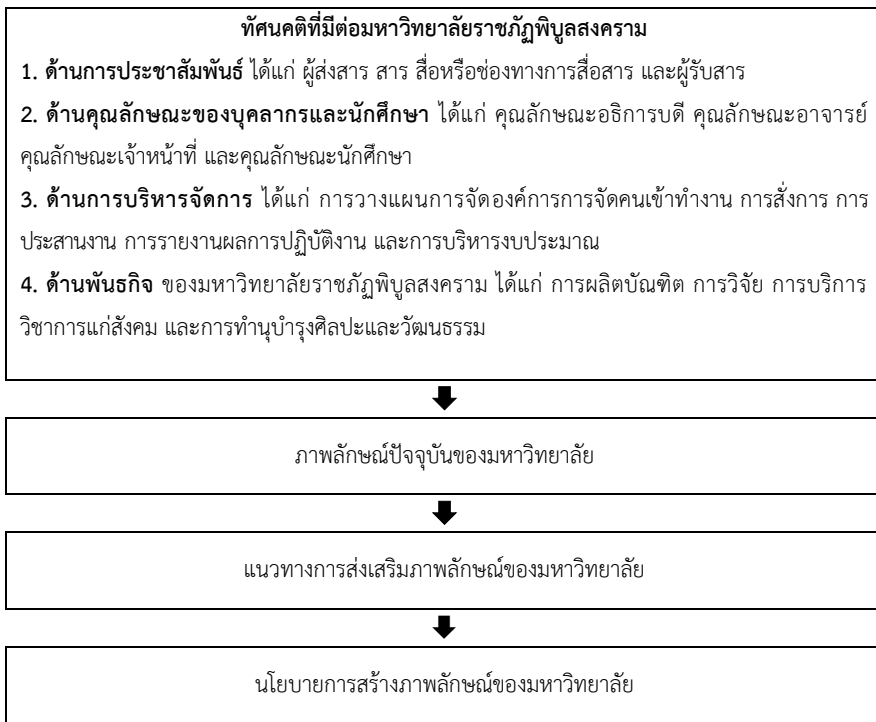 ทัศนคติที่มีต่อมหาวิทยาลัยราชภัฏพิบูลสงคราม
1. ด้านการประชาสัมพันธ์ ได้แก่ ผู้ส่งสาร สาร สื่อหรือช่องทางการสื่อสาร และผู้รับสาร
2. ด้านคุณลักษณะของบุคลากรและนักศึกษา ได้แก่ คุณลักษณะอธิการบดี คุณลักษณะอาจารย์
คุณลักษณะเจ้าหน้าที่ และคุณลักษณะนักศึกษา
3. ด้านการบริหารจัดการ ได้แก่ การวางแผนการจัดองค์การการจัดคนเข้าทำงาน การสั่งการ การ
ประสานงาน การรายงานผลการปฏิบัติงาน และการบริหารงบประมาณ
4. ด้านพันธกิจ ของมหาวิทยาลัยราชภัฏพิบูลสงคราม ได้แก่ การผลิตบัณฑิต การวิจัย การบริการ
วิชาการแก่สังคม และการทำนุบำรุงศิลปะและวัฒนธรรม
ภาพลักษณ์ปัจจุบันของมหาวิทยาลัย
แนวทางการส่งเสริมภาพลักษณ์ของมหาวิทยาลัย
นโยบายการสร้างภาพลักษณ์ของมหาวิทยาลัย